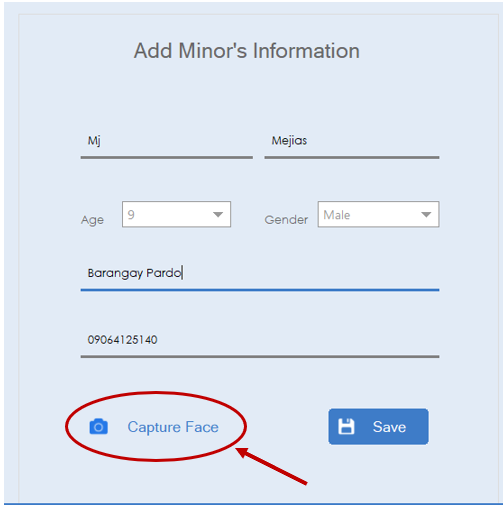 Add Minor's Information
Mj Mejias
Age 9 Gender Male
Barangay Pardo
09064125140
Capture Face Save